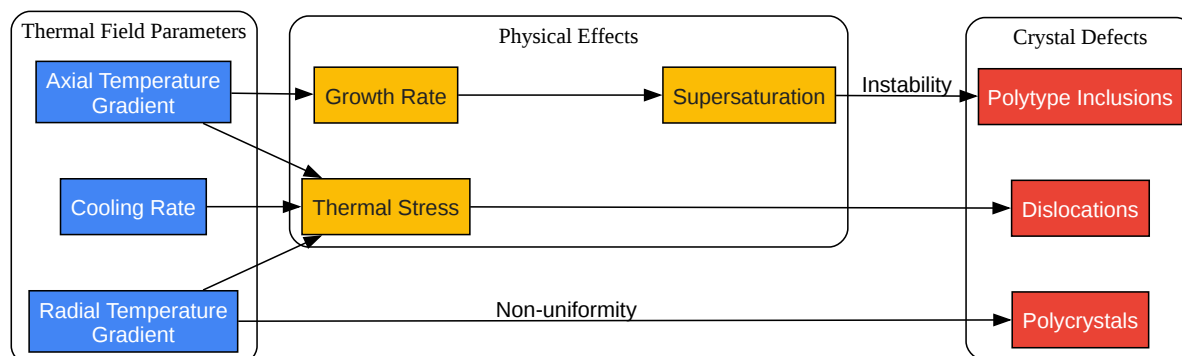 Thermal Field Parameters
Axial Temperature
Gradient
Cooling Rate
Radial Temperature
Gradient
Physical Effects
Growth Rate
Supersaturation
Thermal Stress
Instability
Non-uniformity
Crystal Defects
Polytype Inclusions
Dislocations
Polycrystals